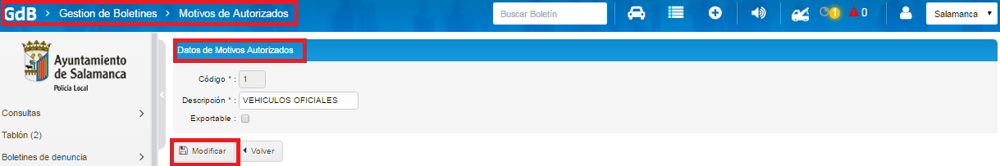 GdB > Gestion de Boletines > Motivos de Autorizados
Buscar Boletín
1
0
Salamanca
Ayuntamiento
de Salamanca
Policía Local
Consultas
Tablón (2)
Boletines de denuncia
Datos de Motivos Autorizados
Código * : 1
Descripción * : VEHICULOS OFICIALES
Exportable :
Modificar
Volver